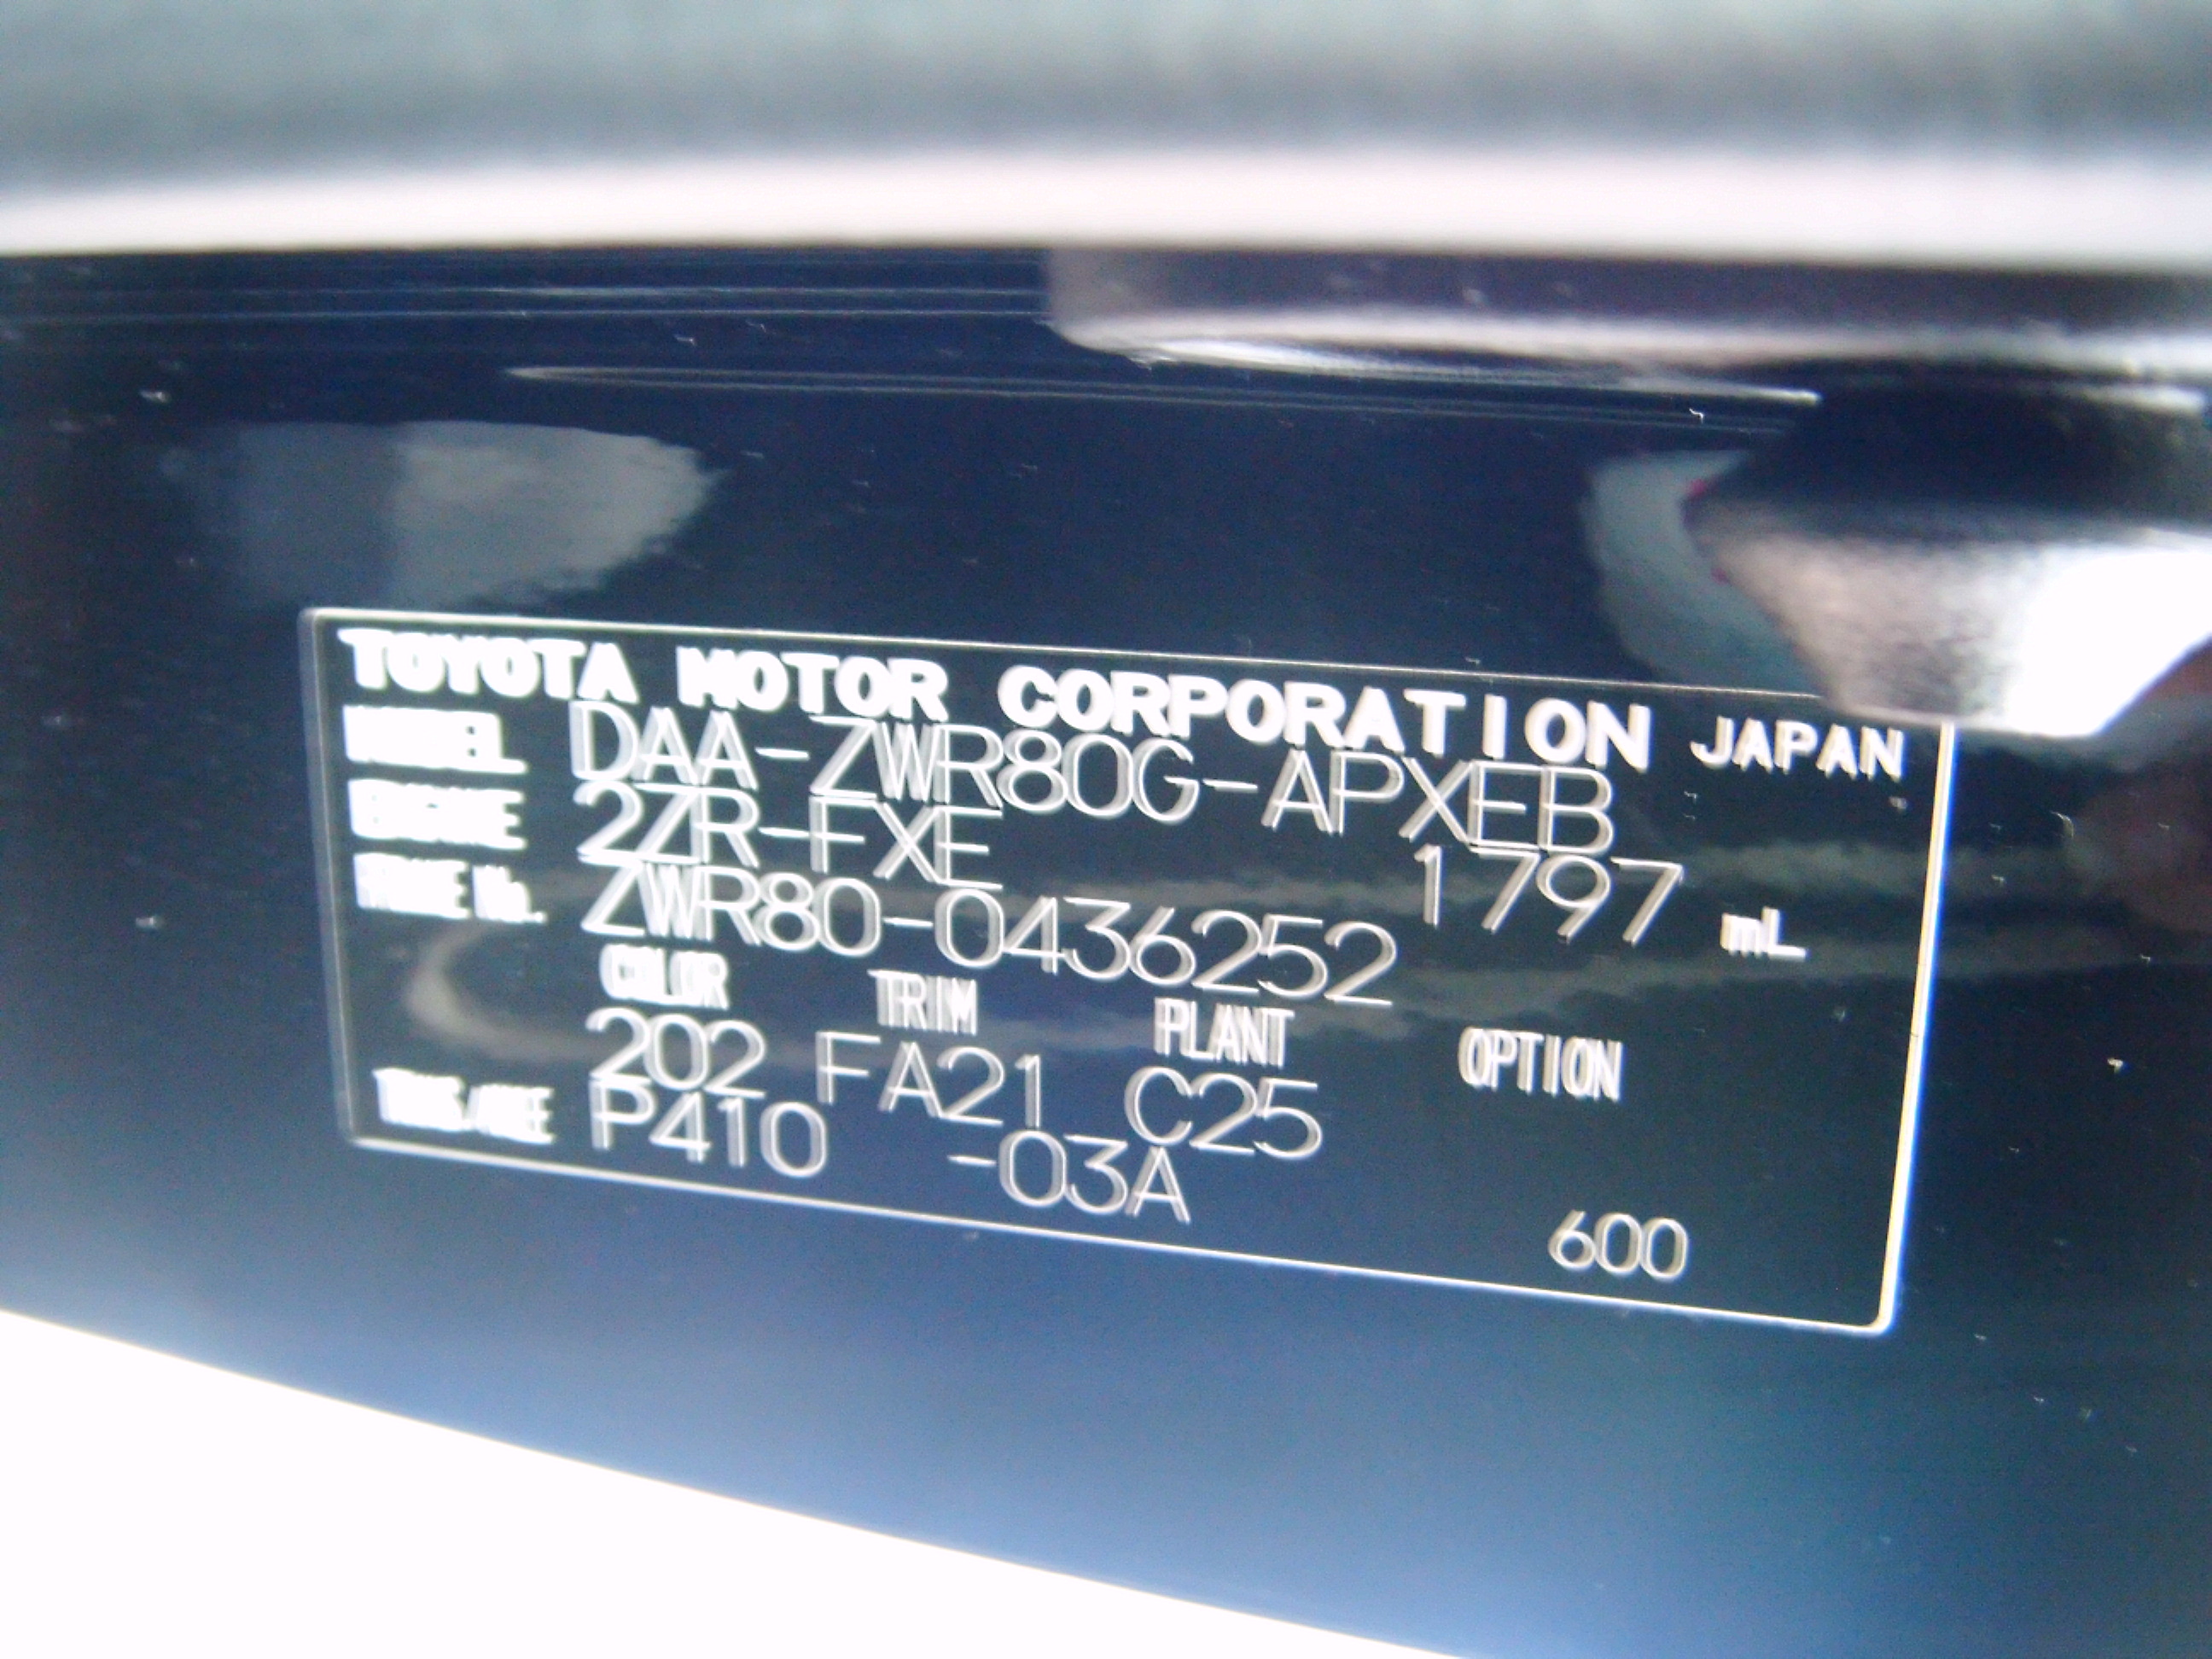 TOYOTA MOTOR CORPORATION JAPAN
MODEL DAA-ZWR80G-APXEB
ENGINE 2ZR-FXE 1797 mL
FRAME No. ZWR80-0436252
COLOR TRIM PLANT OPTION
202 FA21 C25
TRANS/AXLE P410 -03A
600